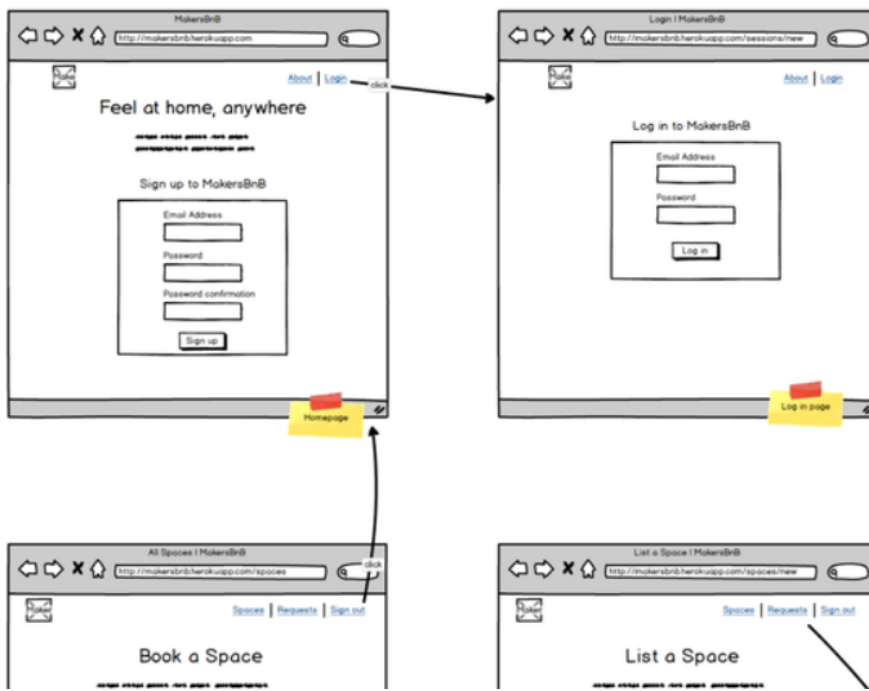 MakersBnB
http://makersbnb.herokuapp.com
Make
About | Login
click
Feel at home, anywhere
Sign up to MakersBnB
Email Address
Password
Password confirmation
Sign up
Homepage
Login | MakersBnB
http://makersbnb.herokuapp.com/sessions/new
Make
About | Login
Log in to MakersBnB
Email Address
Password
Log in
Log in page
All Spaces | MakersBnB
http://makersbnb.herokuapp.com/spaces
click
Maker
Spaces | Requests | Sign out
Book a Space
List a Space | MakersBnB
http://makersbnb.herokuapp.com/spaces/new
Maker
Spaces | Requests | Sign out
List a Space